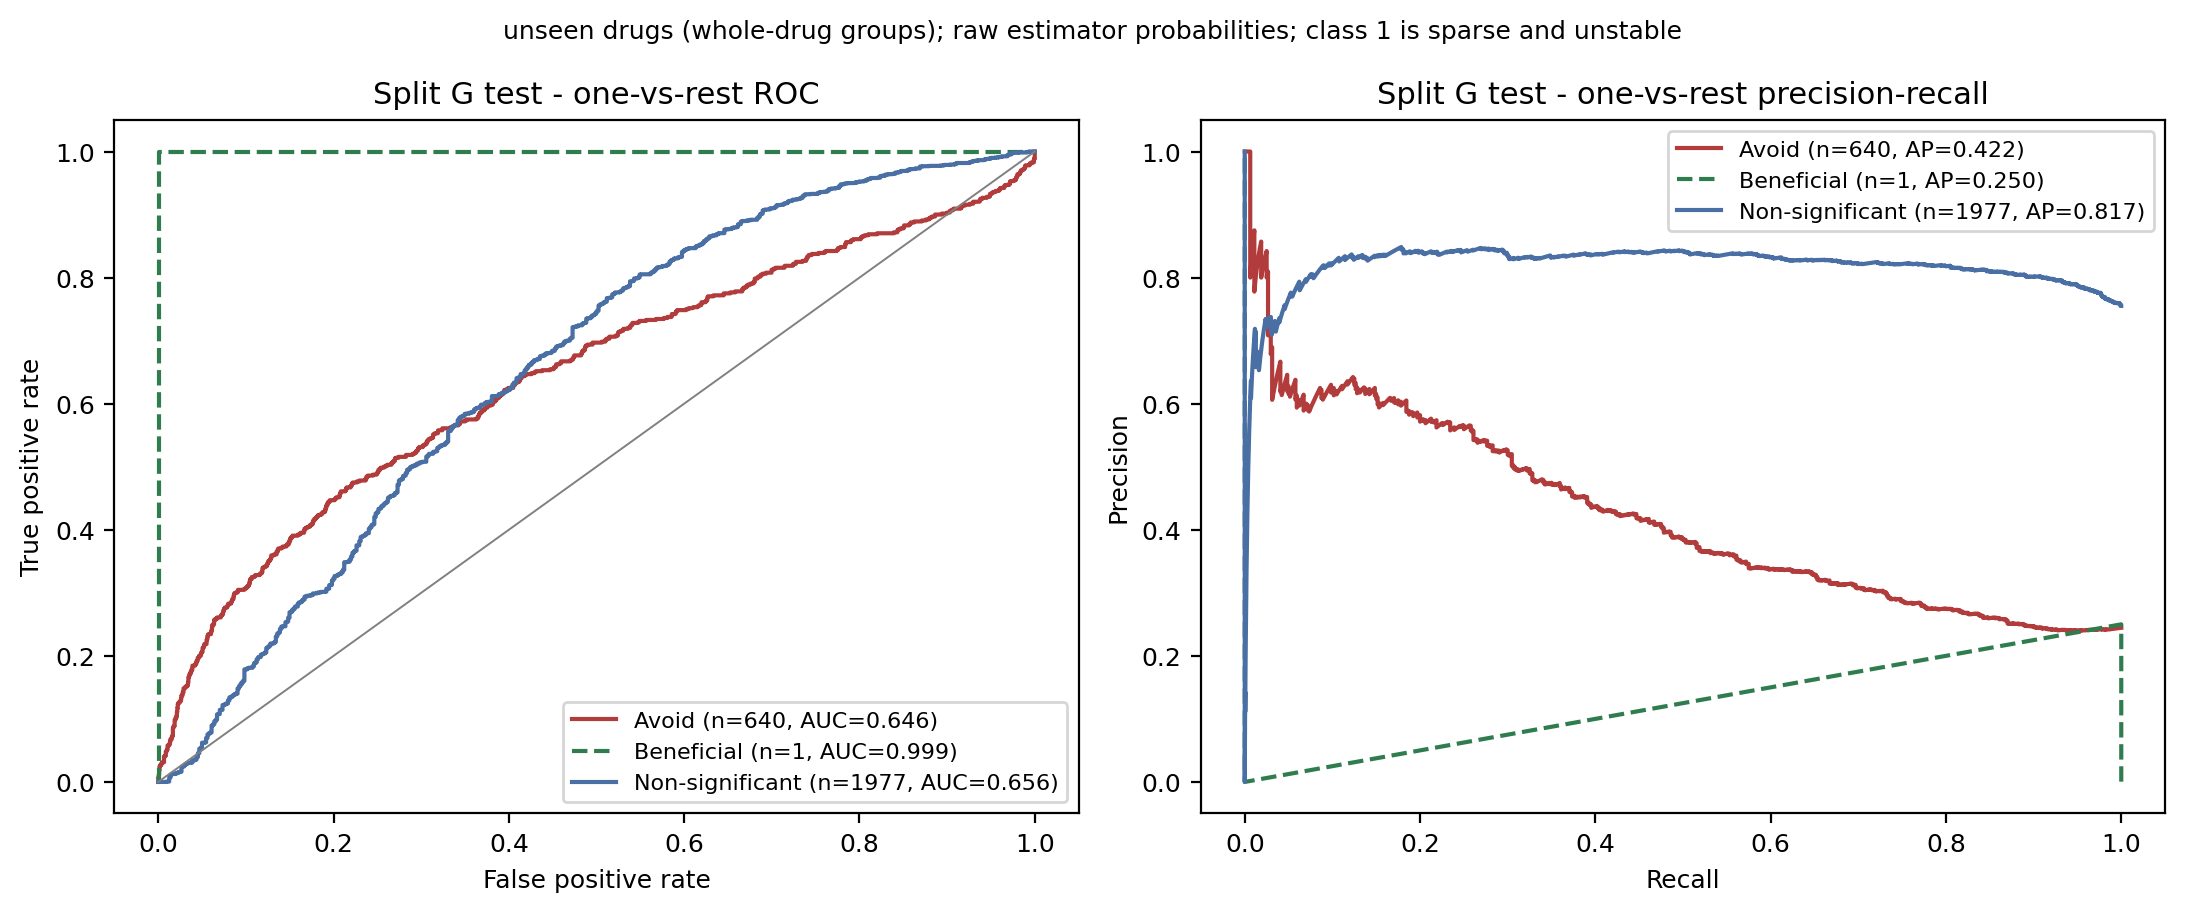 unseen drugs (whole-drug groups); raw estimator probabilities; class 1 is sparse and unstable
Split G test - one-vs-rest ROC
True positive rate
1.0
0.8
0.6
0.4
0.2
0.0
Avoid (n=640, AUC=0.646)
Beneficial (n=1, AUC=0.999)
Non-significant (n=1977, AUC=0.656)
0.0 0.2 0.4 0.6 0.8 1.0
False positive rate
Split G test - one-vs-rest precision-recall
Precision
1.0
0.8
0.6
0.4
0.2
0.0
Avoid (n=640, AP=0.422)
Beneficial (n=1, AP=0.250)
Non-significant (n=1977, AP=0.817)
0.0 0.2 0.4 0.6 0.8 1.0
Recall